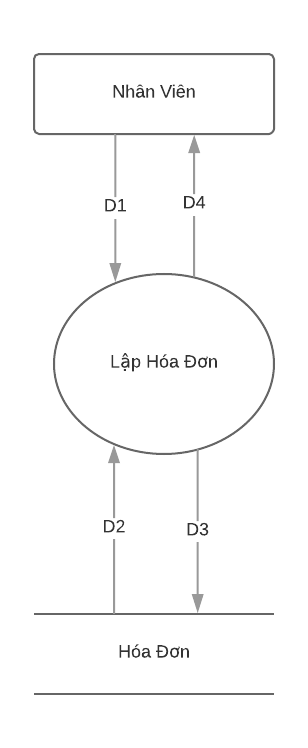 Nhân Viên
D1
D4
Lập Hóa Đơn
D2
D3
Hóa Đơn